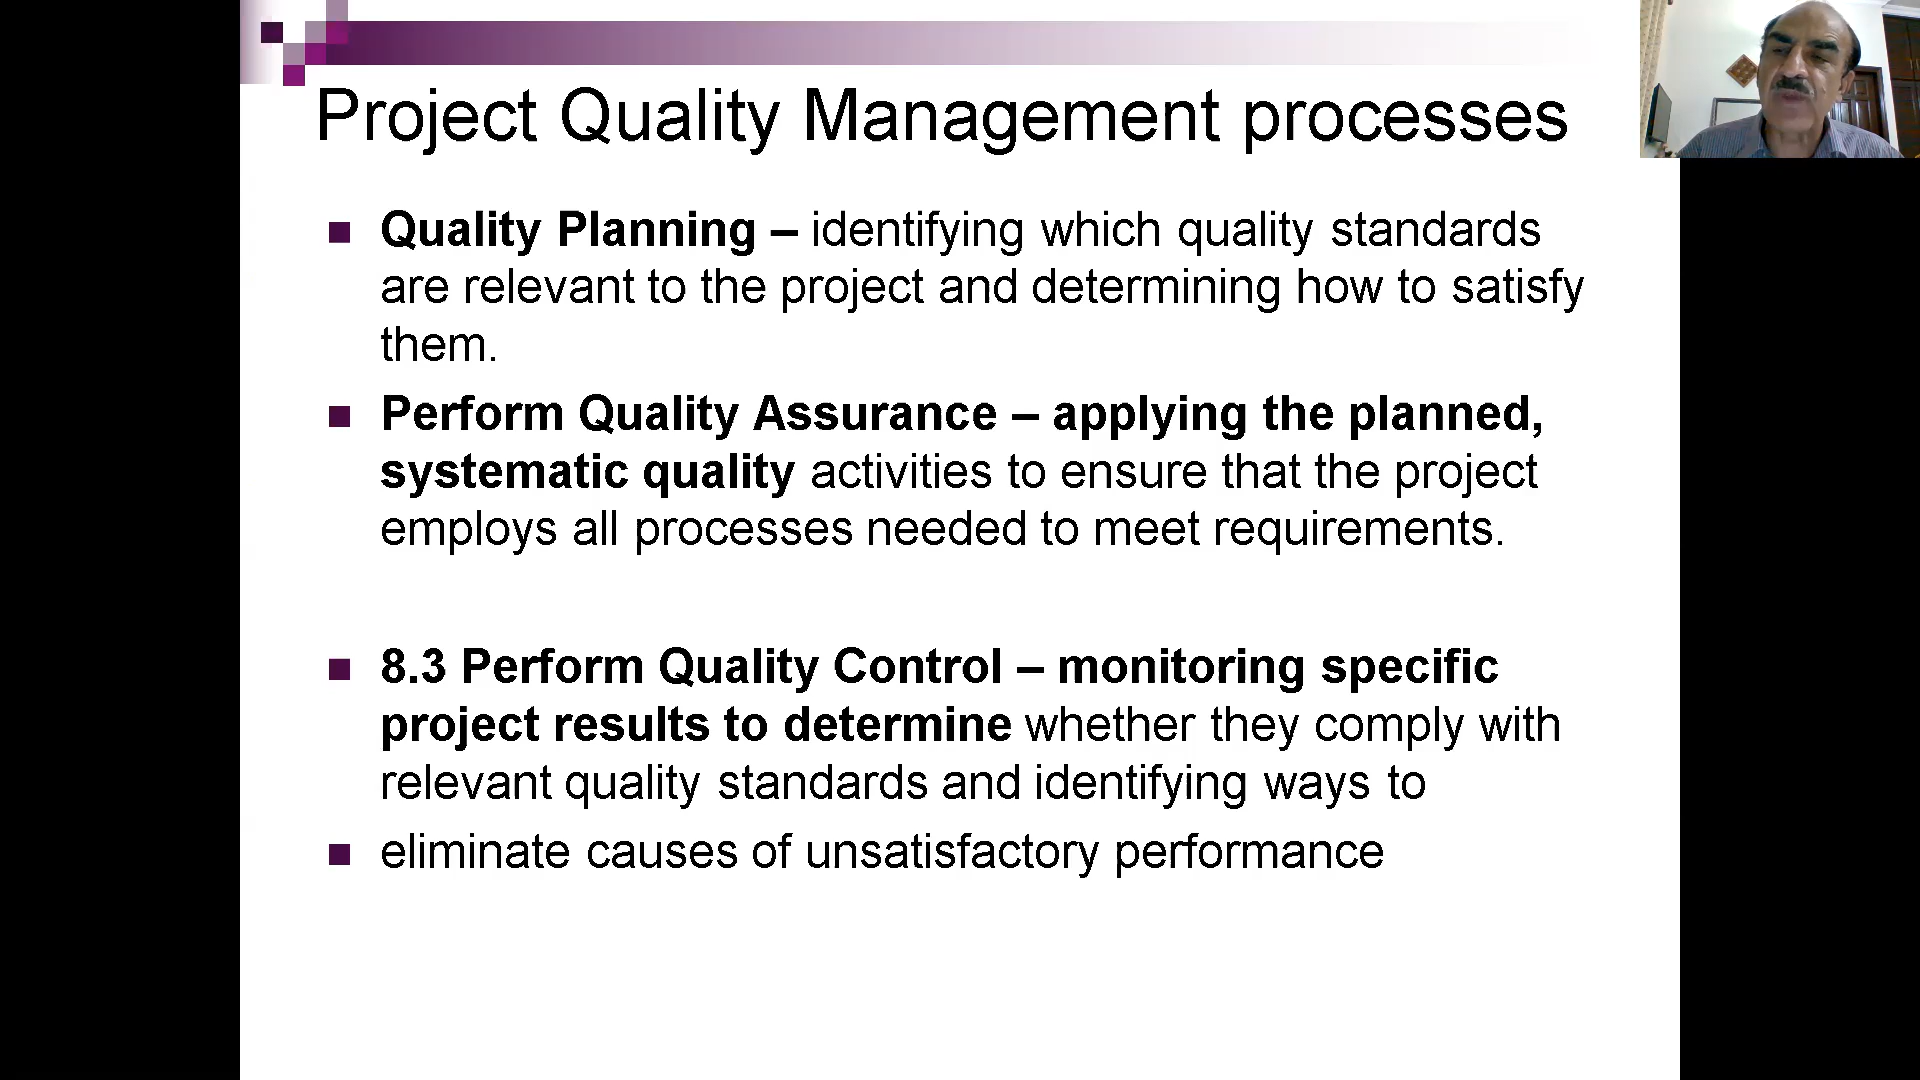 Project Quality Management processes
Quality Planning – identifying which quality standards
are relevant to the project and determining how to satisfy
them.
Perform Quality Assurance – applying the planned,
systematic quality activities to ensure that the project
employs all processes needed to meet requirements.
8.3 Perform Quality Control – monitoring specific
project results to determine whether they comply with
relevant quality standards and identifying ways to
eliminate causes of unsatisfactory performance